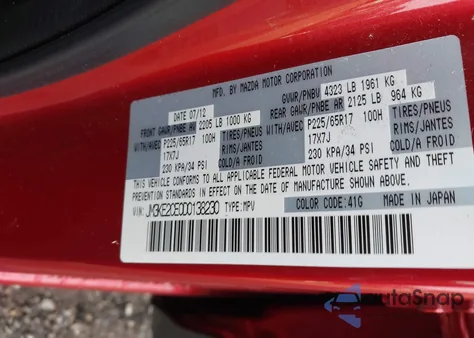 MFG. BY MAZDA MOTOR CORPORATION
DATE 07/12
GVWR/PNBV 4323 LB 1961 KG
FRONT GAWR/PNBE AV 2205 LB 1000 KG
REAR GAWR/PNBE AR 2125 LB 964 KG
WITH/AVEC P225/65R17 100H TIRES/PNEUS
17X7J RIMS/JANTES
230 KPA/34 PSI COLD/A FROID
WITH/AVEC P225/65R17 100H TIRES/PNEUS
17X7J RIMS/JANTES
230 KPA/34 PSI COLD/A FROID
THIS VEHICLE CONFORMS TO ALL APPLICABLE FEDERAL MOTOR VEHICLE SAFETY AND THEFT
PREVENTION STANDARDS IN EFFECT ON THE DATE OF MANUFACTURE SHOWN ABOVE.
VIN: JM3KE2CE0D0138230 TYPE: MPV
COLOR CODE: 41G
MADE IN JAPAN
autoSnap